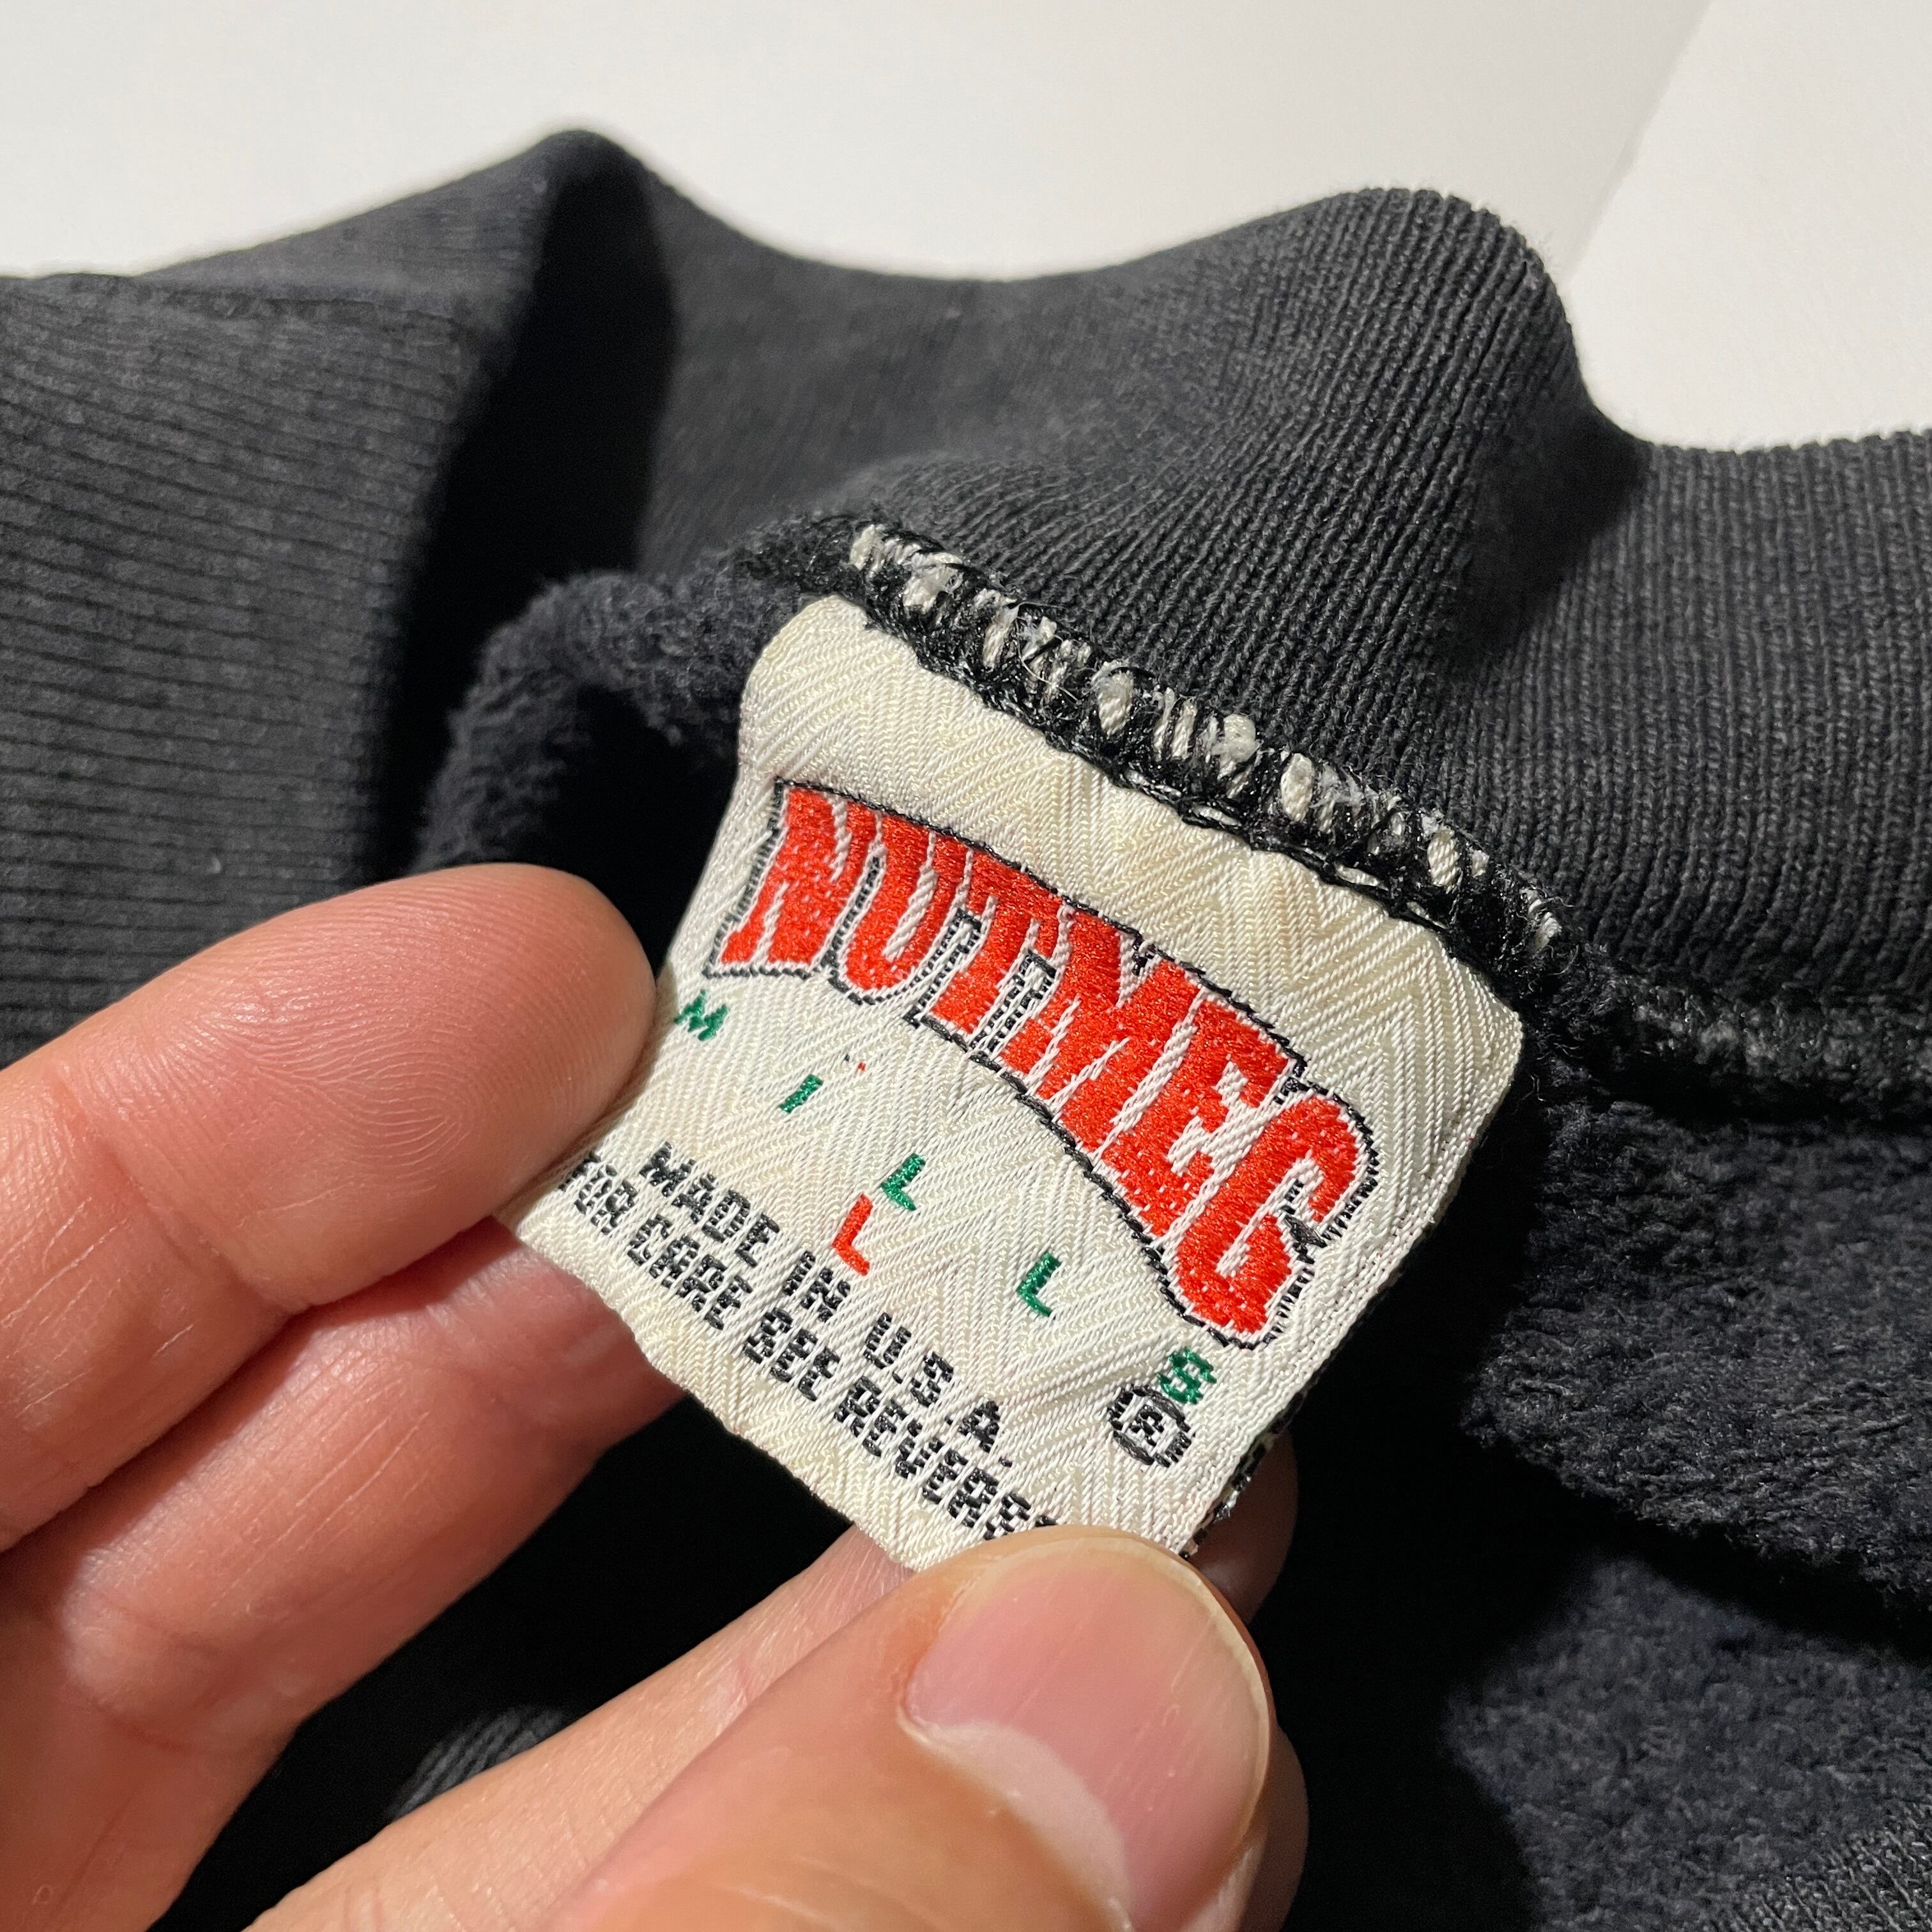 NUTMEG
MILLS
®
L
MADE IN U.S.A.
FOR CARE SEE REVERSE